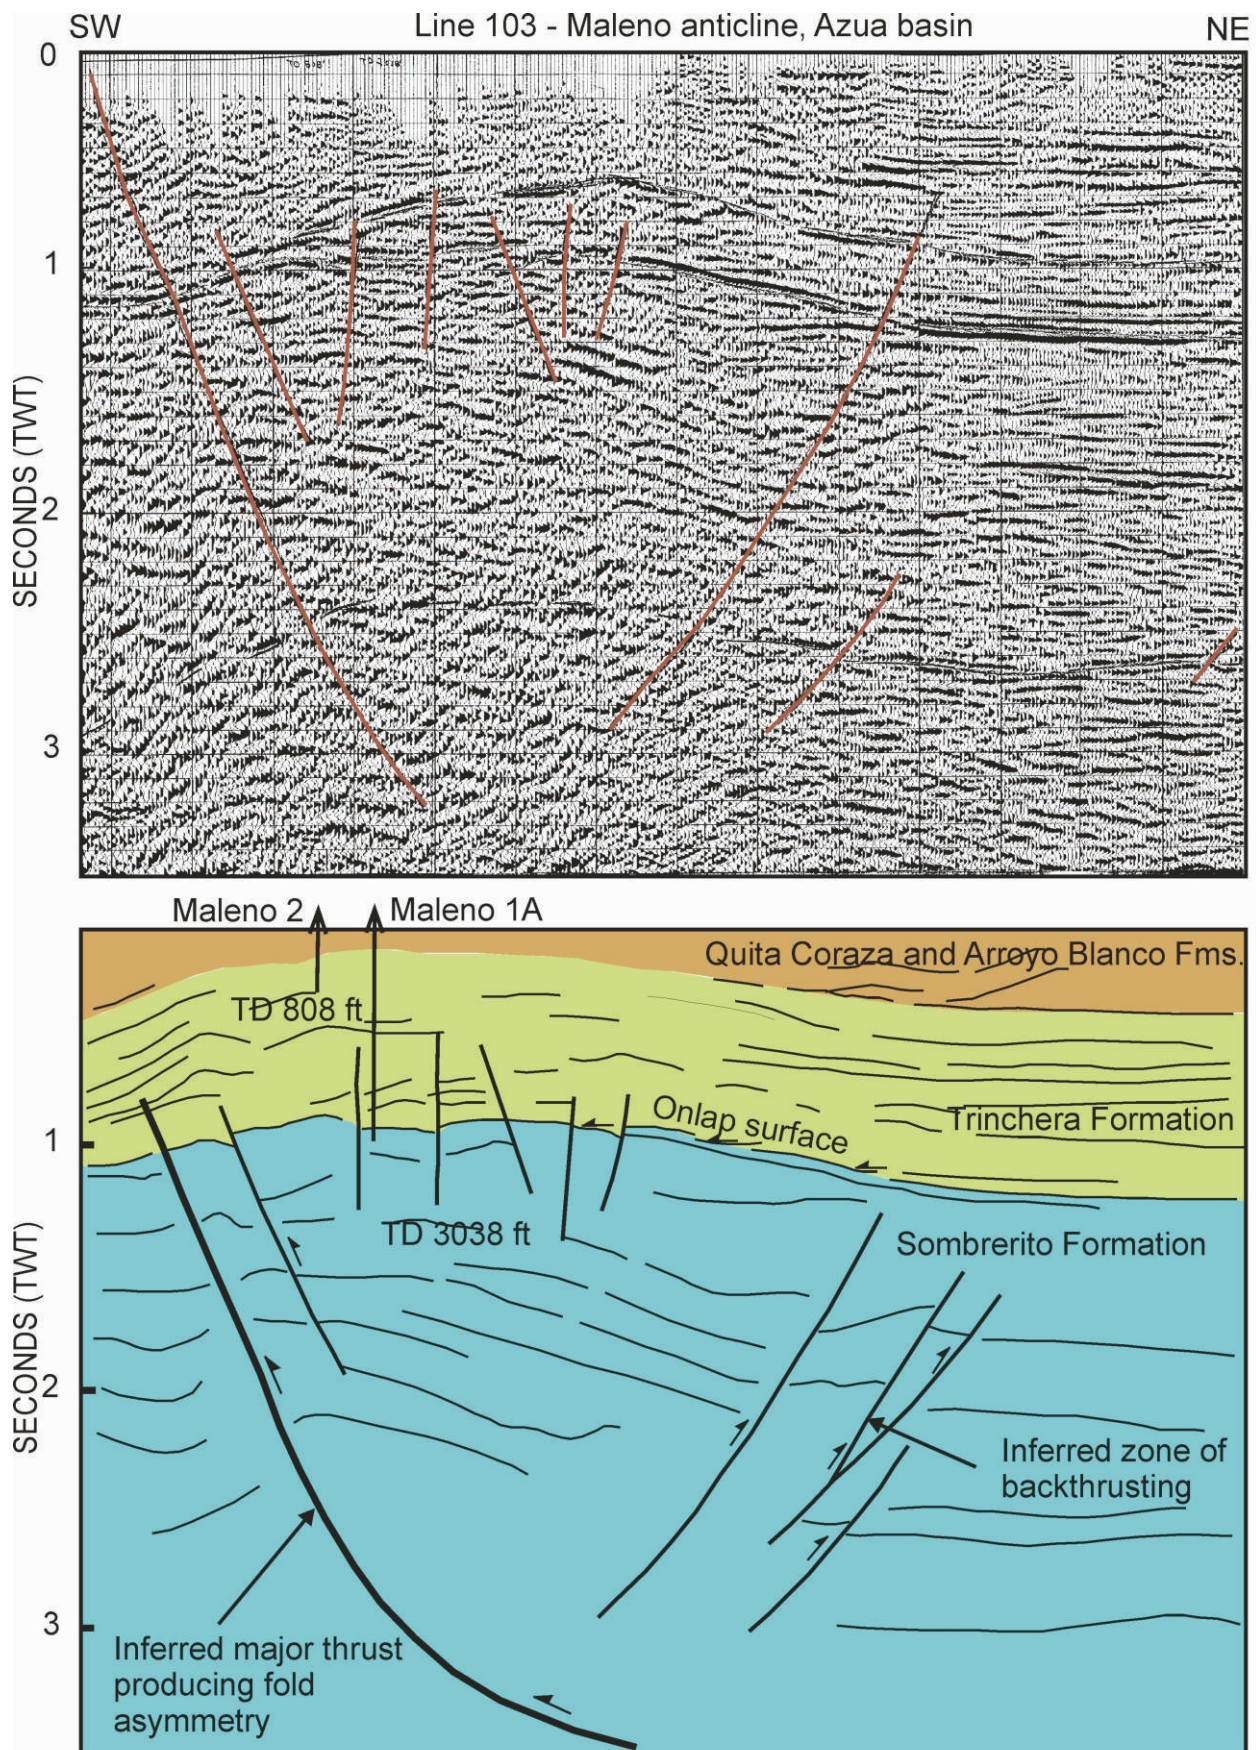 SW Line 103 - Maleno anticline, Azua basin NE
0
TD 808'
1
SECONDS (TWT)
2
3
Maleno 2 Maleno 1A
Quita Coraza and Arroyo Blanco Fms.
TD 808 ft
Onlap surface
Trinchera Formation
1
TD 3038 ft
Sombrerito Formation
SECONDS (TWT)
2
Inferred zone of
backthrusting
3
Inferred major thrust
producing fold
asymmetry